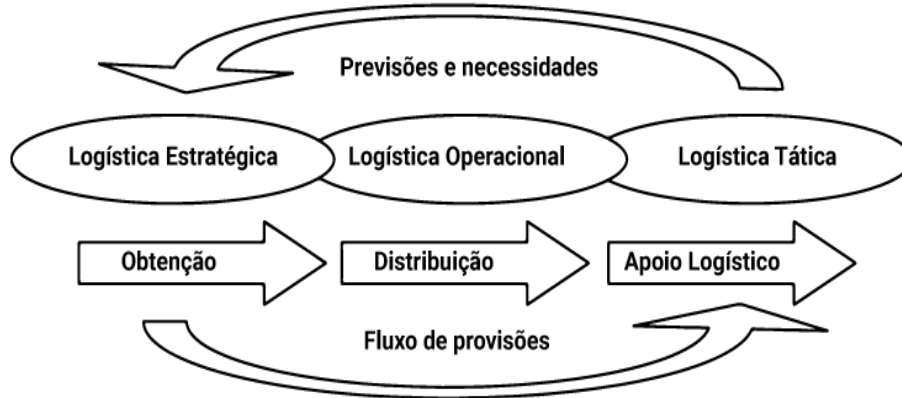 Previsões e necessidades
Logística Estratégica
Logística Operacional
Logística Tática
Obtenção
Distribuição
Apoio Logístico
Fluxo de provisões